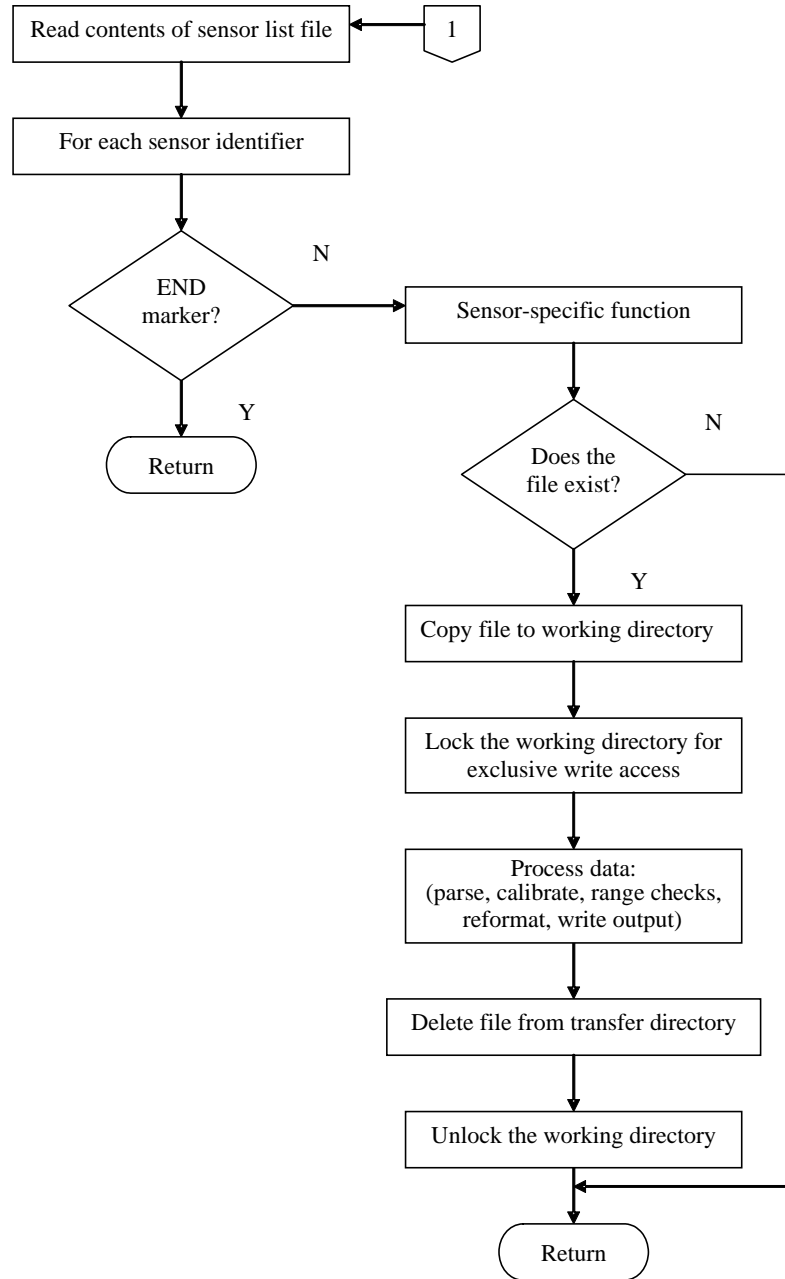 Read contents of sensor list file
1
For each sensor identifier
END
marker?
N
Y
Return
Sensor-specific function
Does the
file exist?
N
Y
Copy file to working directory
Lock the working directory for
exclusive write access
Process data:
(parse, calibrate, range checks,
reformat, write output)
Delete file from transfer directory
Unlock the working directory
Return